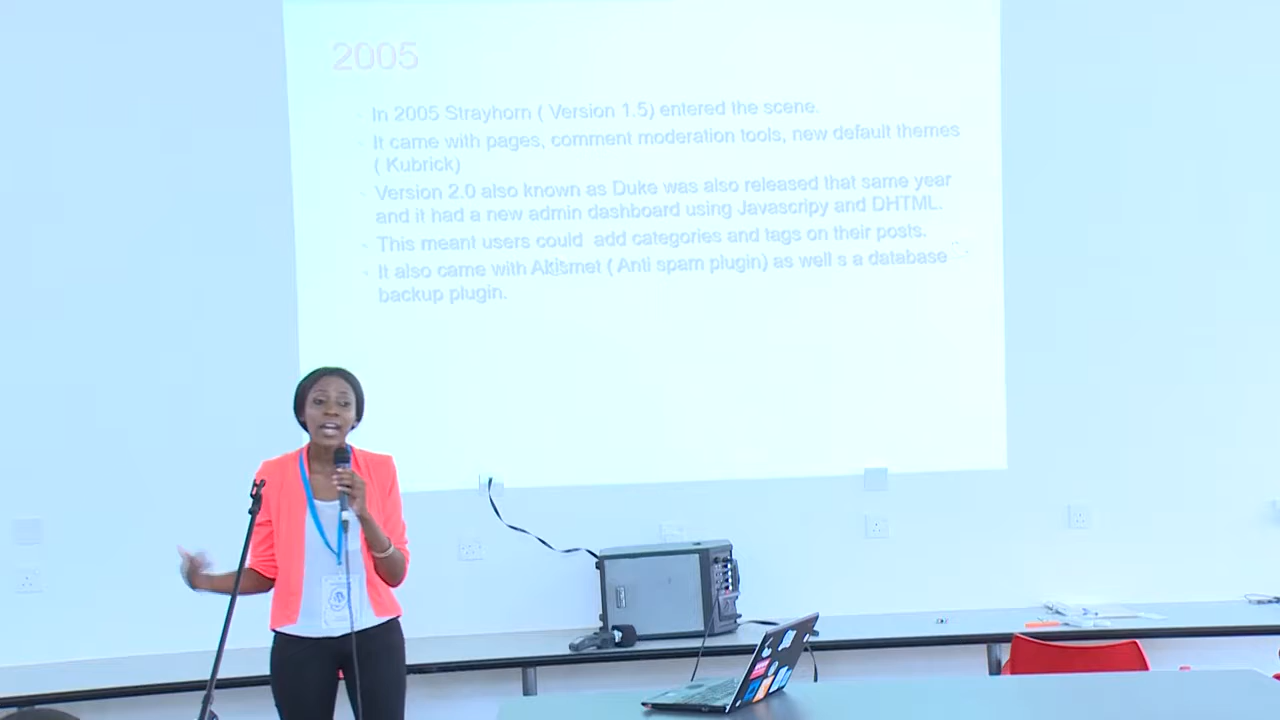 2005
In 2005 Strayhorn ( Version 1.5) entered the scene.
It came with pages, comment moderation tools, new default themes
( Kubrick)
Version 2.0 also known as Duke was also released that same year
and it had a new admin dashboard using Javascripy and DHTML.
This meant users could add categories and tags on their posts.
It also came with Akismet ( Anti spam plugin) as well s a database
backup plugin.